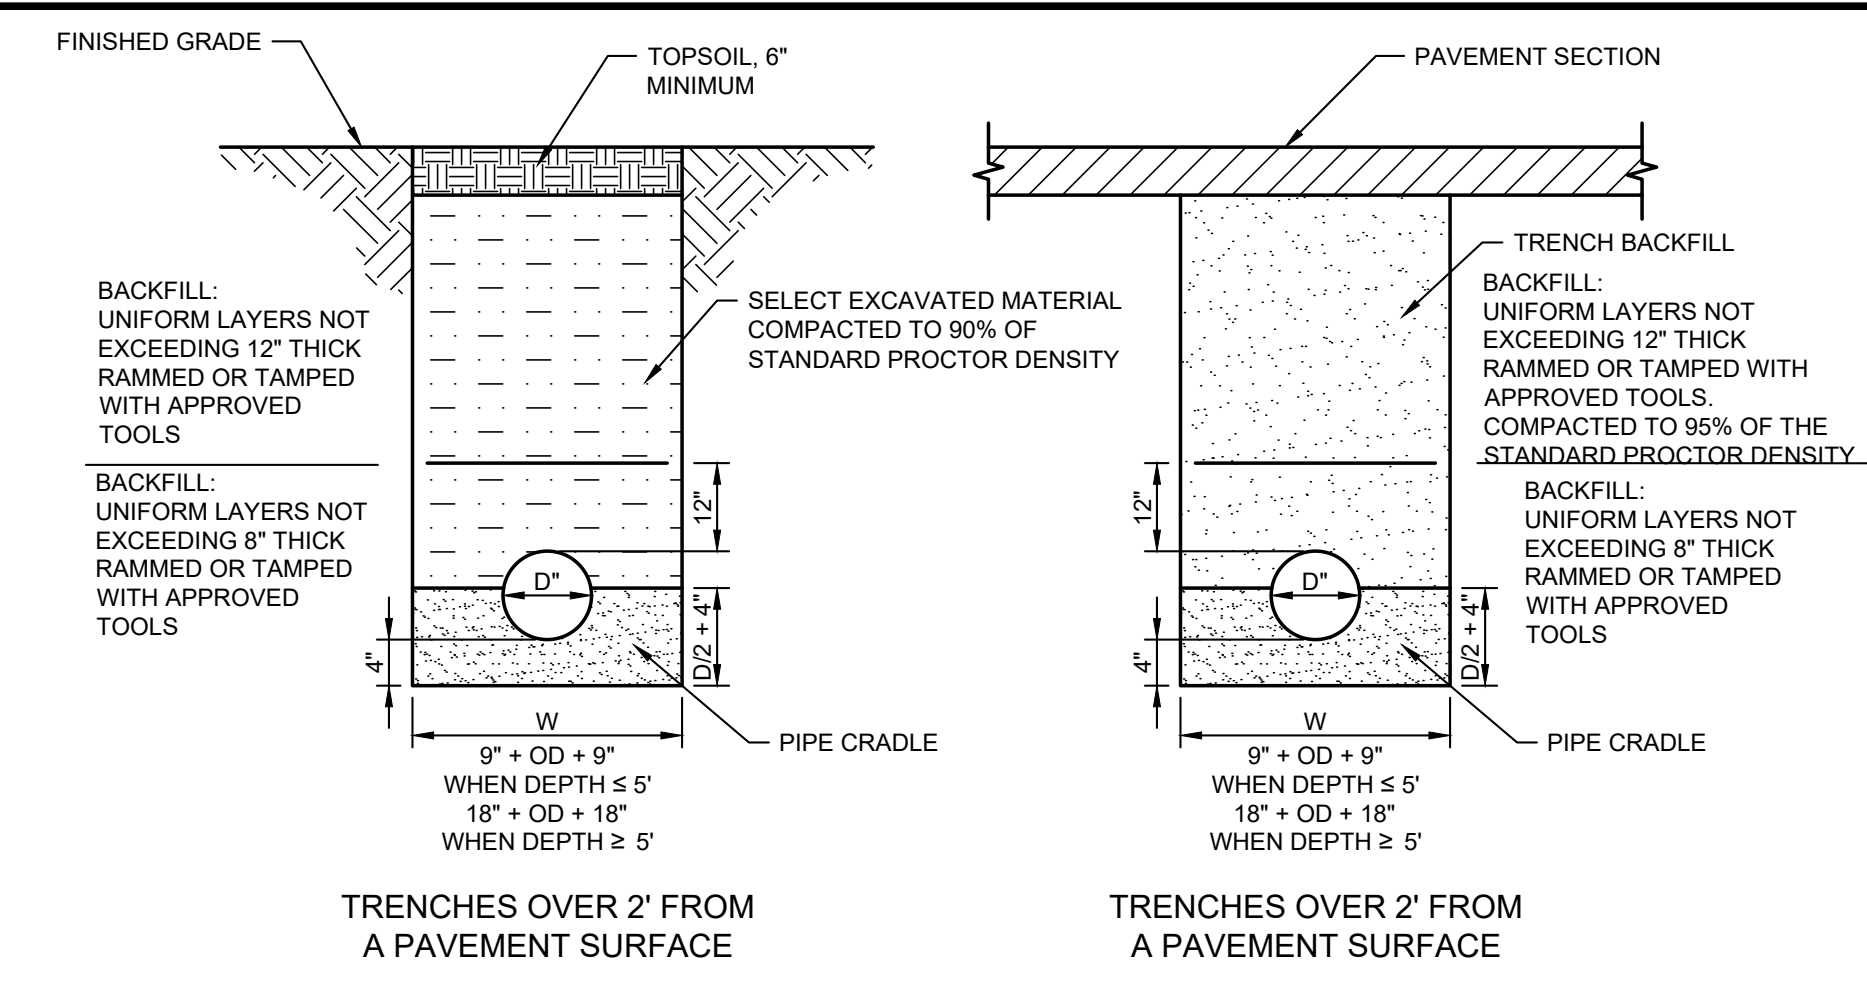 FINISHED GRADE
TOPSOIL, 6"
MINIMUM
BACKFILL:
UNIFORM LAYERS NOT
EXCEEDING 12" THICK
RAMMED OR TAMPED
WITH APPROVED
TOOLS
BACKFILL:
UNIFORM LAYERS NOT
EXCEEDING 8" THICK
RAMMED OR TAMPED
WITH APPROVED
TOOLS
SELECT EXCAVATED MATERIAL
COMPACTED TO 90% OF
STANDARD PROCTOR DENSITY
12"
D"
4"
D/2 + 4"
PIPE CRADLE
W
9" + OD + 9"
WHEN DEPTH ≤ 5'
18" + OD + 18"
WHEN DEPTH ≥ 5'
TRENCHES OVER 2' FROM
A PAVEMENT SURFACE
PAVEMENT SECTION
TRENCH BACKFILL
BACKFILL:
UNIFORM LAYERS NOT
EXCEEDING 12" THICK
RAMMED OR TAMPED WITH
APPROVED TOOLS.
COMPACTED TO 95% OF THE
STANDARD PROCTOR DENSITY
BACKFILL:
UNIFORM LAYERS NOT
EXCEEDING 8" THICK
RAMMED OR TAMPED
WITH APPROVED
TOOLS
12"
D"
4"
D/2 + 4"
PIPE CRADLE
W
9" + OD + 9"
WHEN DEPTH ≤ 5'
18" + OD + 18"
WHEN DEPTH ≥ 5'
TRENCHES OVER 2' FROM
A PAVEMENT SURFACE